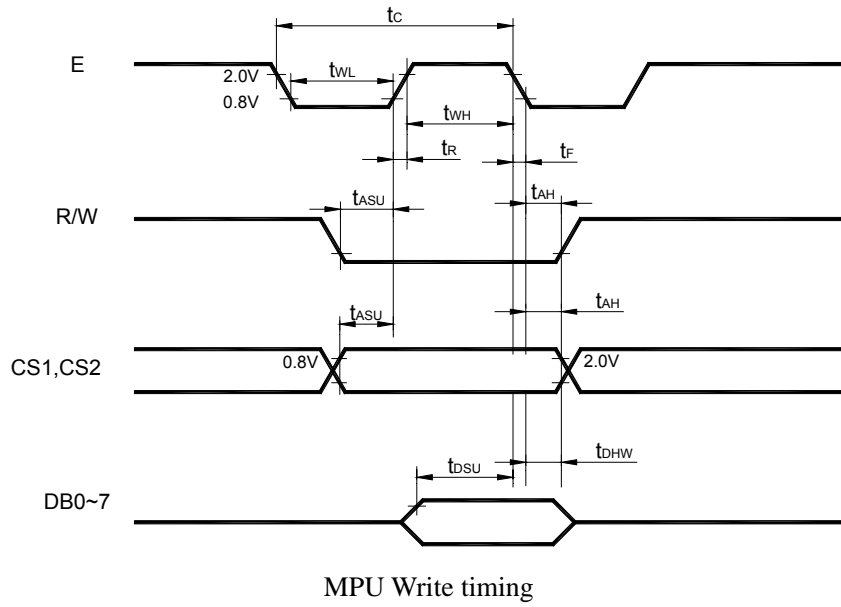 tC
E
2.0V
tWL
0.8V
tWH
tR
tF
tASU
tAH
R/W
tASU
tAH
CS1,CS2
0.8V
2.0V
tDSU
tDHW
DB0~7
MPU Write timing